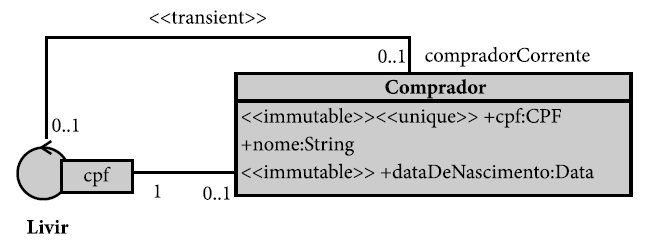 <<transient>>
0..1 compradorCorrente
Comprador
<<immutable>><<unique>> +cpf:CPF
+nome:String
<<immutable>> +dataDeNascimento:Data
0..1
cpf
1
0..1
Livir